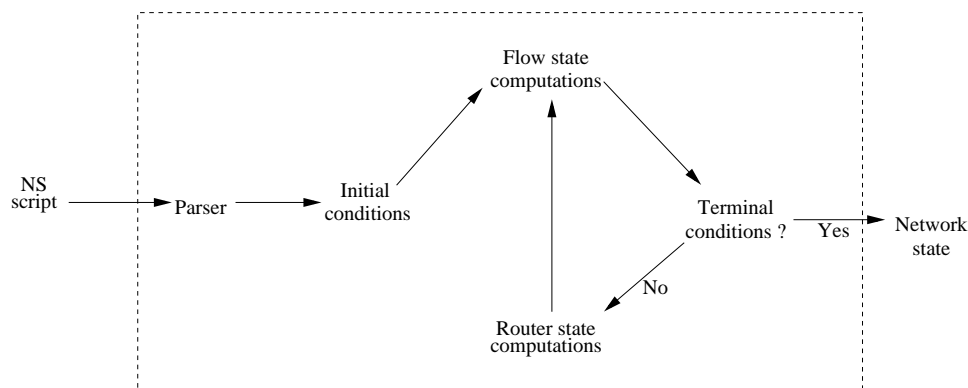 Flow state
computations
NS
script
Parser
Initial
conditions
Terminal
conditions ?
Yes
Network
state
No
Router state
computations